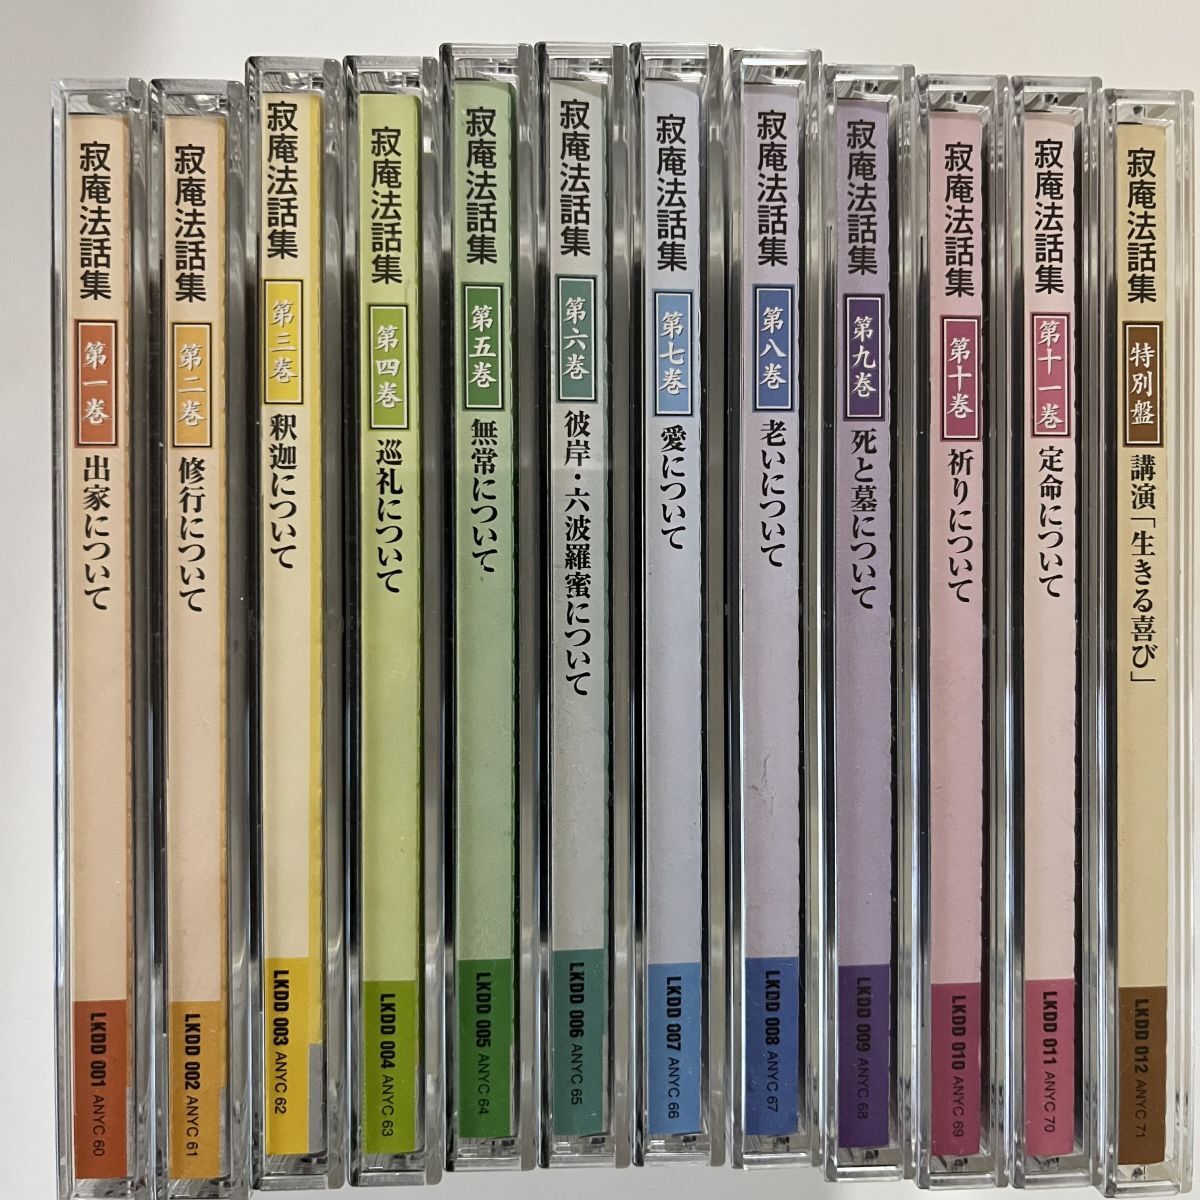 寂庵法話集 第一巻 出家について LKDD 001 ANYC 60
寂庵法話集 第二巻 修行について LKDD 002 ANYC 61
寂庵法話集 第三巻 釈迦について LKDD 003 ANYC 62
寂庵法話集 第四巻 巡礼について LKDD 004 ANYC 63
寂庵法話集 第五巻 無常について LKDD 005 ANYC 64
寂庵法話集 第六巻 彼岸・六波羅蜜について LKDD 006 ANYC 65
寂庵法話集 第七巻 愛について LKDD 007 ANYC 66
寂庵法話集 第八巻 老いについて LKDD 008 ANYC 67
寂庵法話集 第九巻 死と墓について LKDD 009 ANYC 68
寂庵法話集 第十巻 祈りについて LKDD 010 ANYC 69
寂庵法話集 第十一巻 定命について LKDD 011 ANYC 70
寂庵法話集 特別盤 講演「生きる喜び」 LKDD 012 ANYC 71